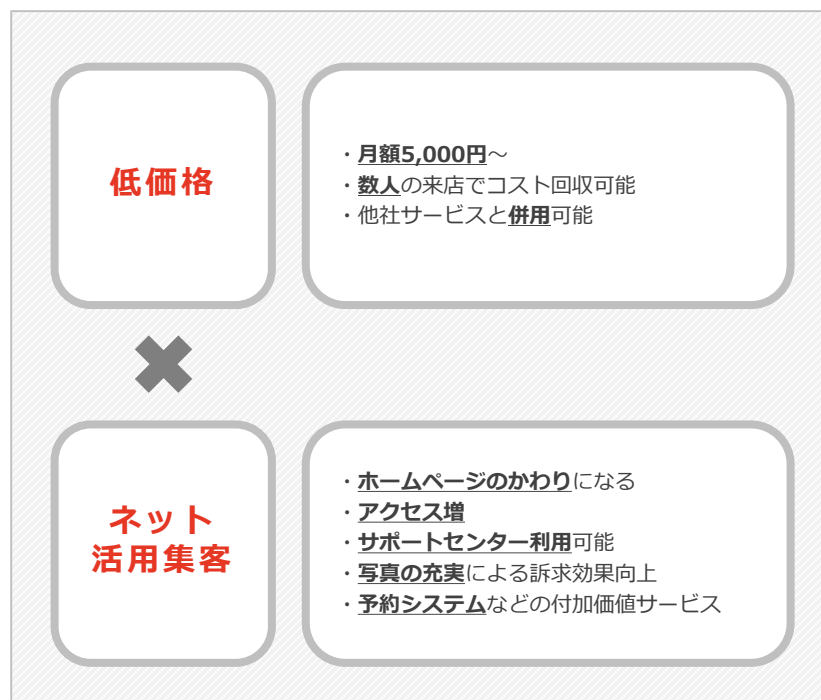 低価格
・月額5,000円～
・数人の来店でコスト回収可能
・他社サービスと併用可能
✖
ネット
活用集客
・ホームページのかわりになる
・アクセス増
・サポートセンター利用可能
・写真の充実による訴求効果向上
・予約システムなどの付加価値サービス